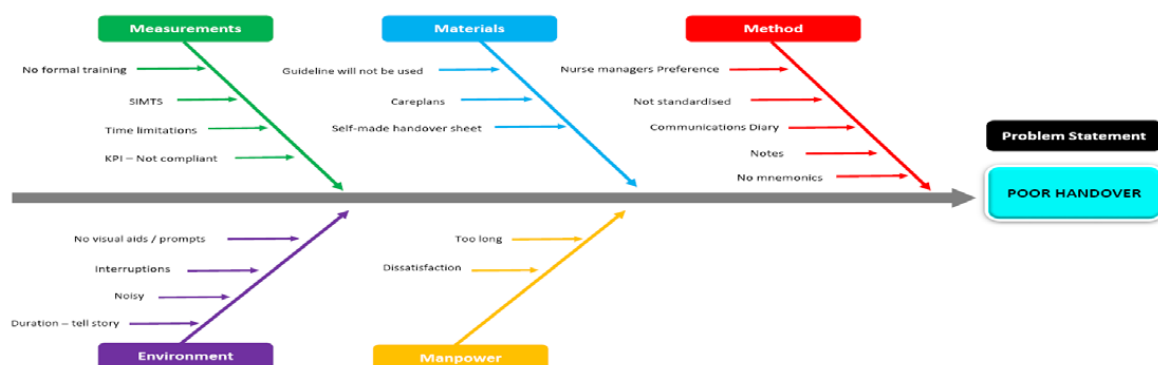 Measurements
Materials
Method
No formal training
SIMTS
Time limitations
KPI – Not compliant
Guideline will not be used
Careplans
Self-made handover sheet
Nurse managers Preference
Not standardised
Communications Diary
Notes
No mnemonics
Problem Statement
POOR HANDOVER
No visual aids / prompts
Interruptions
Noisy
Duration – tell story
Too long
Dissatisfaction
Environment
Manpower